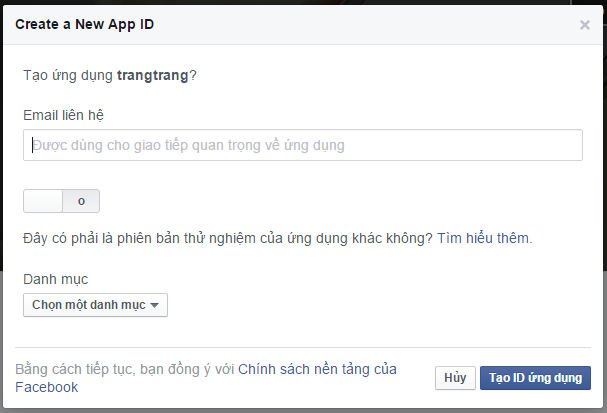 Create a New App ID
Tạo ứng dụng trangtrang?
Email liên hệ
Được dùng cho giao tiếp quan trọng về ứng dụng
O
Đây có phải là phiên bản thử nghiệm của ứng dụng khác không? Tìm hiểu thêm.
Danh mục
Chọn một danh mục
Bằng cách tiếp tục, bạn đồng ý với Chính sách nền tảng của
Facebook
Hủy
Tạo ID ứng dụng